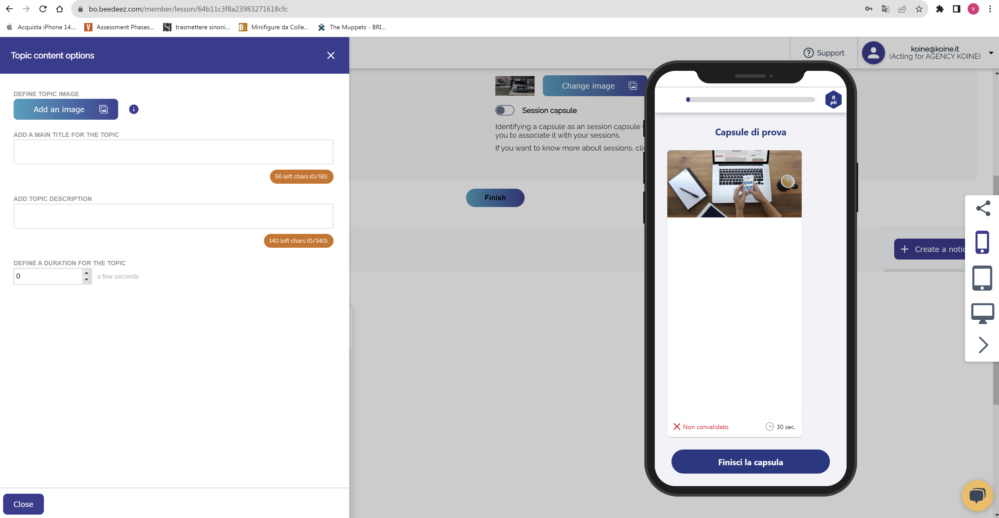 bo.beedeez.com/member/lesson/64b11c3f8a23983271618cfc
V
Acquista iPhone 14...
Assessment Phases...
trasmettere sinoni...
Minifigure da Colle...
The Muppets - BRI...
Topic content options
Support
koine@koine.it
(Acting for AGENCY KOINE)
DEFINE TOPIC IMAGE
Add an image
ADD A MAIN TITLE FOR THE TOPIC
56 left chars (0/56).
ADD TOPIC DESCRIPTION
140 left chars (0/140).
DEFINE A DURATION FOR THE TOPIC
0
a few seconds
Close
Change image
Session capsule
Identifying a capsule as an session capsule
you to associate it with your sessions.
If you want to know more about sessions, clic
Finish
0
pti
Capsule di prova
Non convalidato
30 sec.
Finisci la capsula
Create a notic